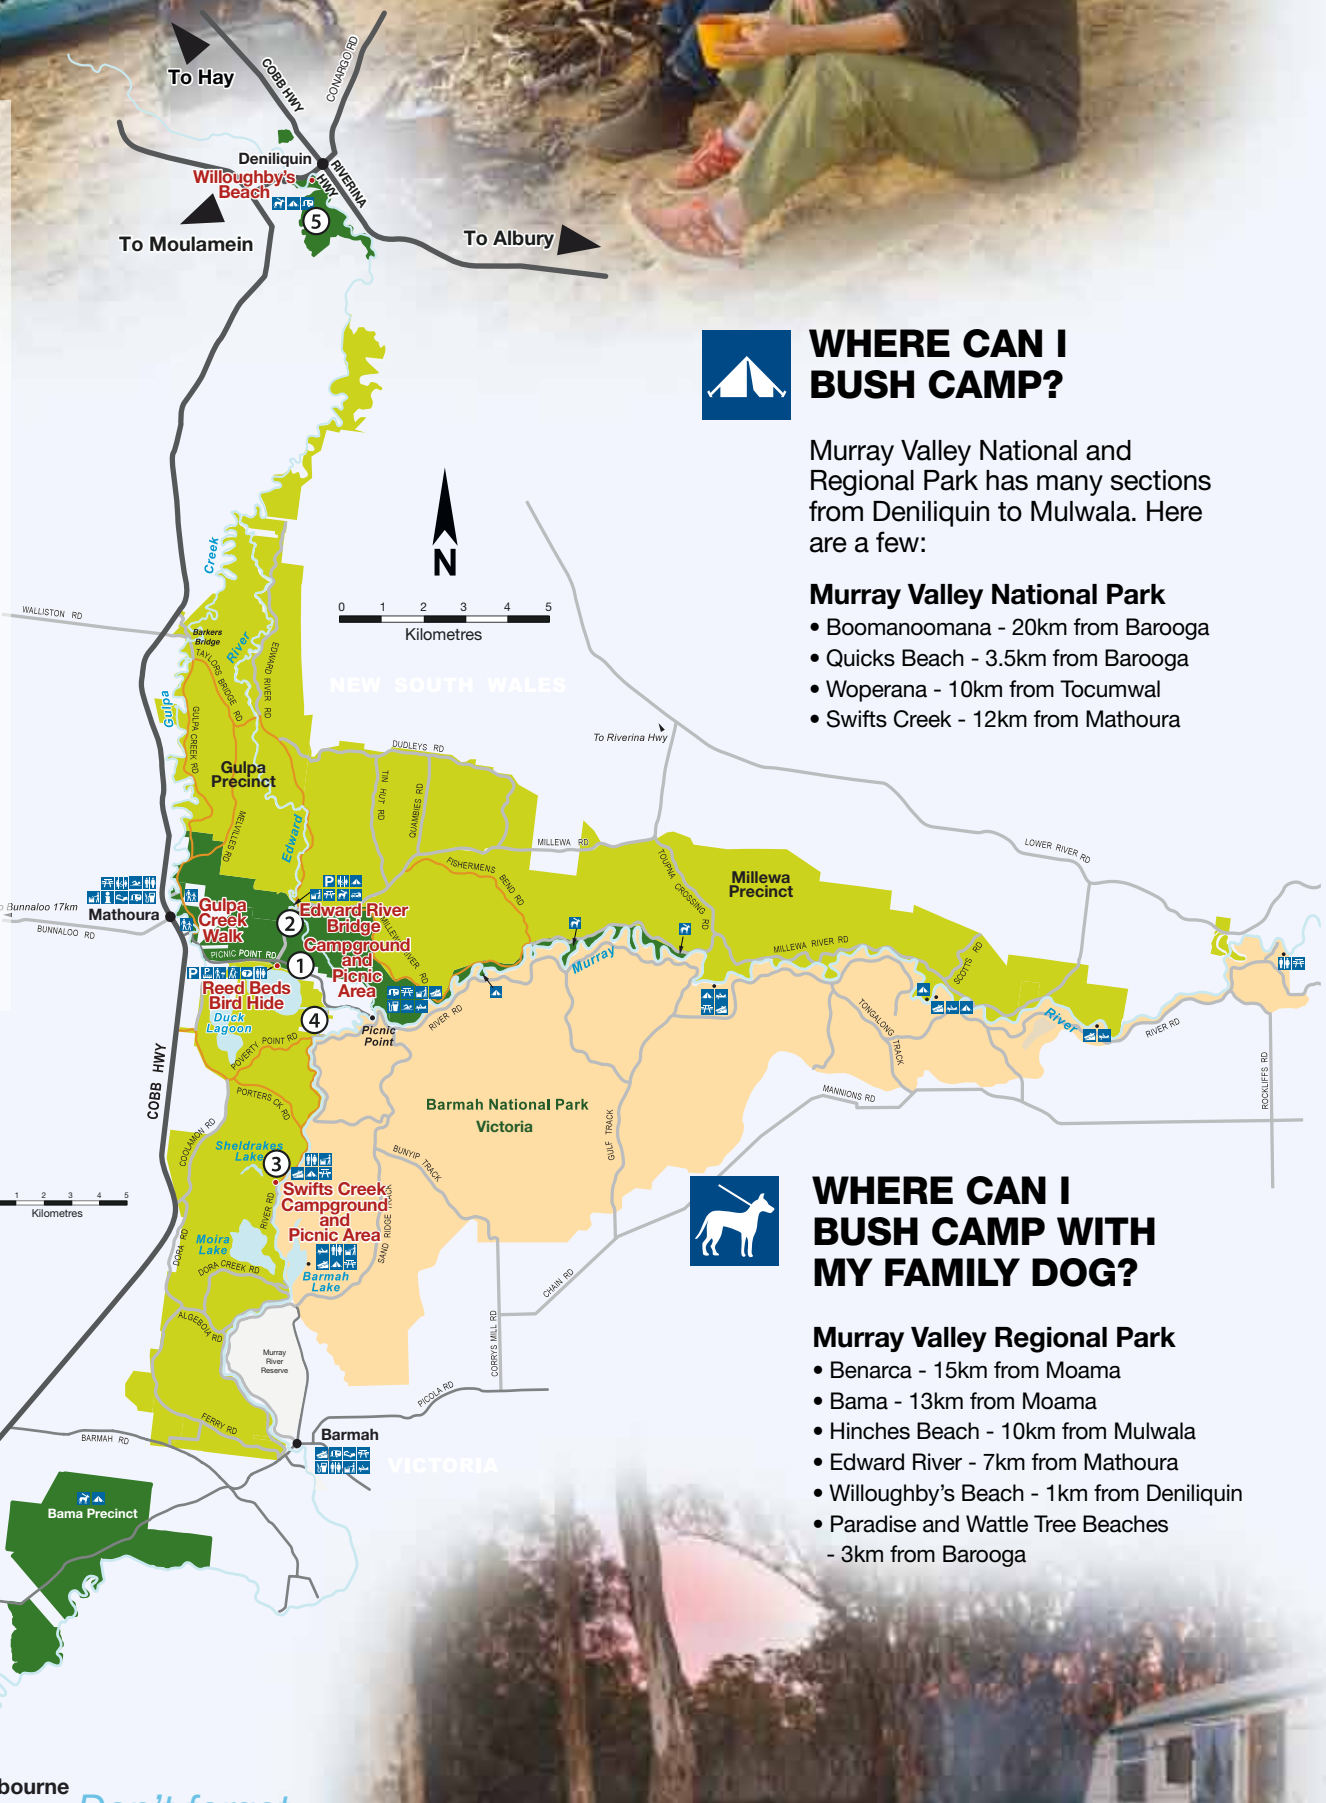 To Hay
COBB HWY
CONARGO RD
Deniliquin
RIVERINA
HWY
Willoughby's
Beach
5
To Moulamein
To Albury
WHERE CAN I
BUSH CAMP?
Murray Valley National and
Regional Park has many sections
from Deniliquin to Mulwala. Here
are a few:
Murray Valley National Park
• Boomanoomana - 20km from Barooga
• Quicks Beach - 3.5km from Barooga
• Woperana - 10km from Tocumwal
• Swifts Creek - 12km from Mathoura
N
0 1 2 3 4 5
Kilometres
NEW SOUTH WALES
Creek
WALLISTON RD
Barkers
Bridge
River
TAYLORS BRIDGE RD
EDWARD RIVER RD
Gulpa
GULPA CREEK RD
To Riverina Hwy
DUDLEYS RD
Gulpa
Precinct
TIN HUT RD
QUAMBIES RD
MELVILLES RD
Edward
MILLEWA RD
LOWER RIVER RD
FISHERMENS BEND RD
TOUPNA CROSSING RD
Millewa
Precinct
P
Bunnaloo 17km
Mathoura
BUNNALOO RD
Gulpa
Creek
Walk
2
Edward River
Bridge
Campground
and
Picnic
Area
MILLEWA RIVER RD
MILLEWA RIVER RD
SCOTTS RD
Murray
PICNIC POINT RD
1
P
Reed Beds
Bird Hide
Duck
Lagoon
4
Picnic
Point
RIVER RD
TONGALONG TRACK
River
RIVER RD
POVERTY POINT RD
COBB HWY
PORTERS CK RD
MANNIONS RD
ROCKLIFFS RD
Barmah National Park
Victoria
GULF TRACK
COOLAMON RD
BUNYIP TRACK
Sheldrakes
Lake
3
Swifts Creek
Campground
and
Picnic Area
RIVER RD
SAND RIDGE TRACK
1 2 3 4 5
Kilometres
DORA RD
Moira
Lake
DORA CREEK RD
Barmah
Lake
CHAIN RD
ALGEBOIA RD
CORRYS MILL RD
Murray
River
Reserve
PICOLA RD
FERRY RD
BARMAH RD
Barmah
VICTORIA
Bama Precinct
WHERE CAN I
BUSH CAMP WITH
MY FAMILY DOG?
Murray Valley Regional Park
• Benarca - 15km from Moama
• Bama - 13km from Moama
• Hinches Beach - 10km from Mulwala
• Edward River - 7km from Mathoura
• Willoughby's Beach - 1km from Deniliquin
• Paradise and Wattle Tree Beaches
- 3km from Barooga
bourne